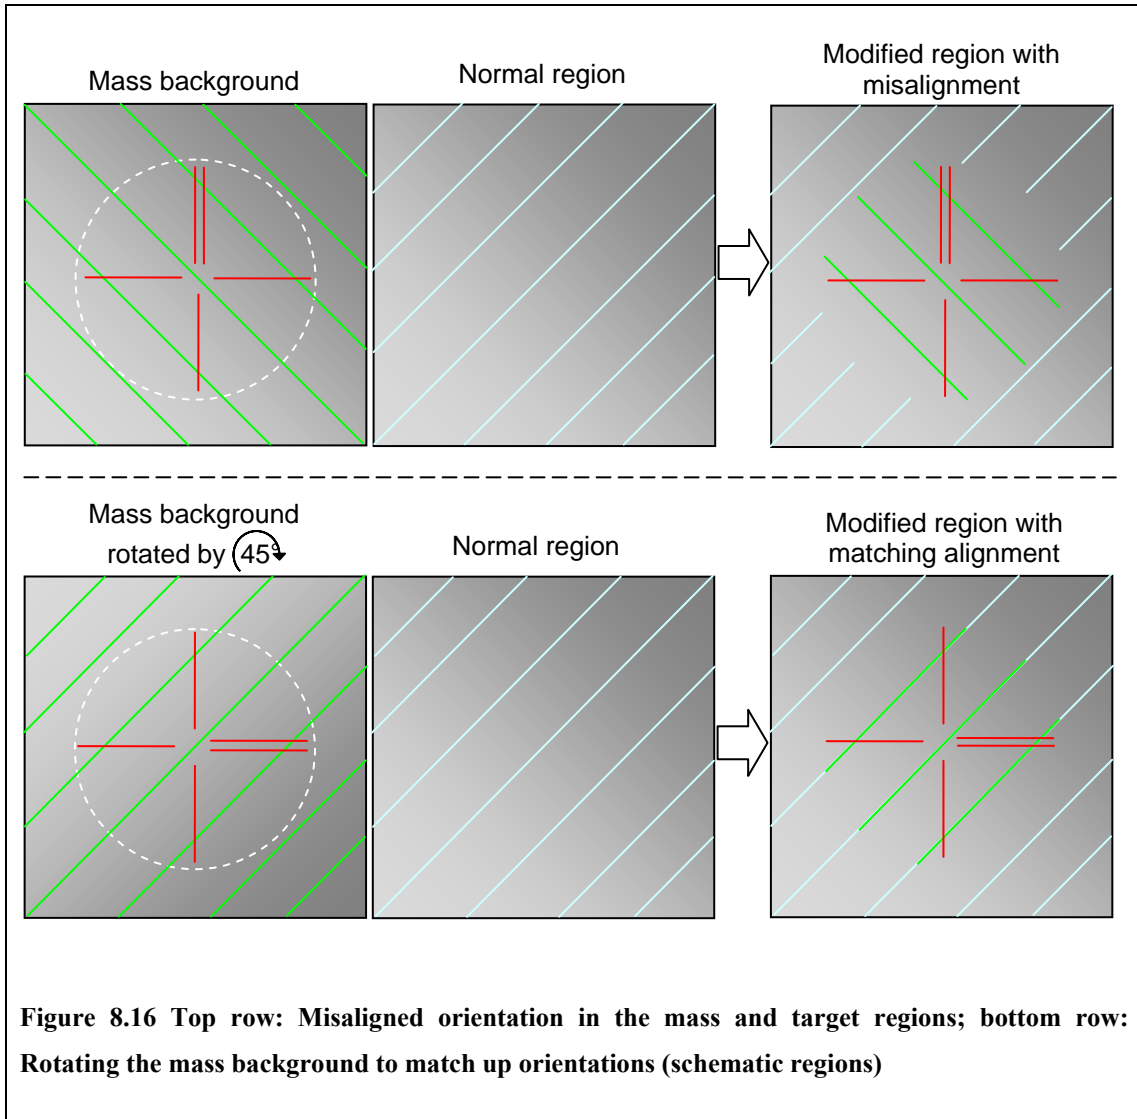 Mass background
Normal region
Modified region with
misalignment
Mass background
rotated by 45°
Normal region
Modified region with
matching alignment
Figure 8.16 Top row: Misaligned orientation in the mass and target regions; bottom row:
Rotating the mass background to match up orientations (schematic regions)